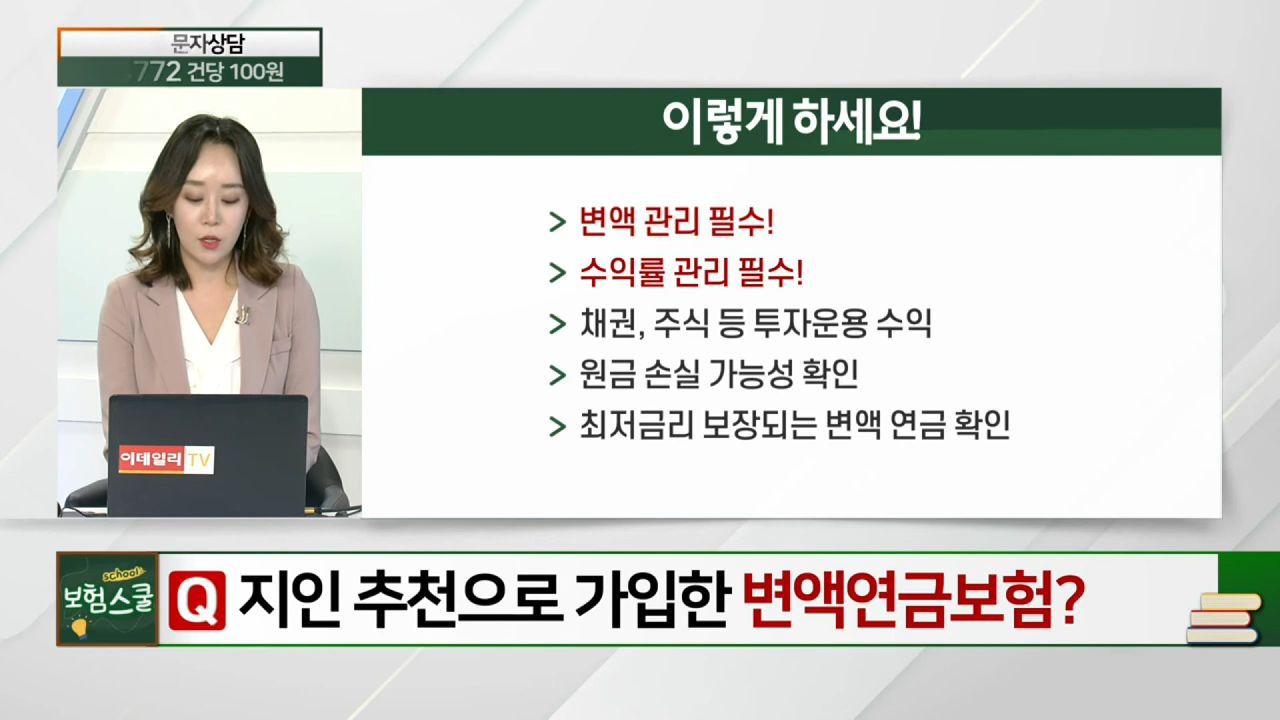 문자상담
772 건당 100원
이렇게 하세요!
> 변액 관리 필수!
> 수익률 관리 필수!
> 채권, 주식 등 투자운용 수익
> 원금 손실 가능성 확인
> 최저금리 보장되는 변액 연금 확인
이데일리 TV
school
보험스쿨
Q 지인 추천으로 가입한 변액연금보험?